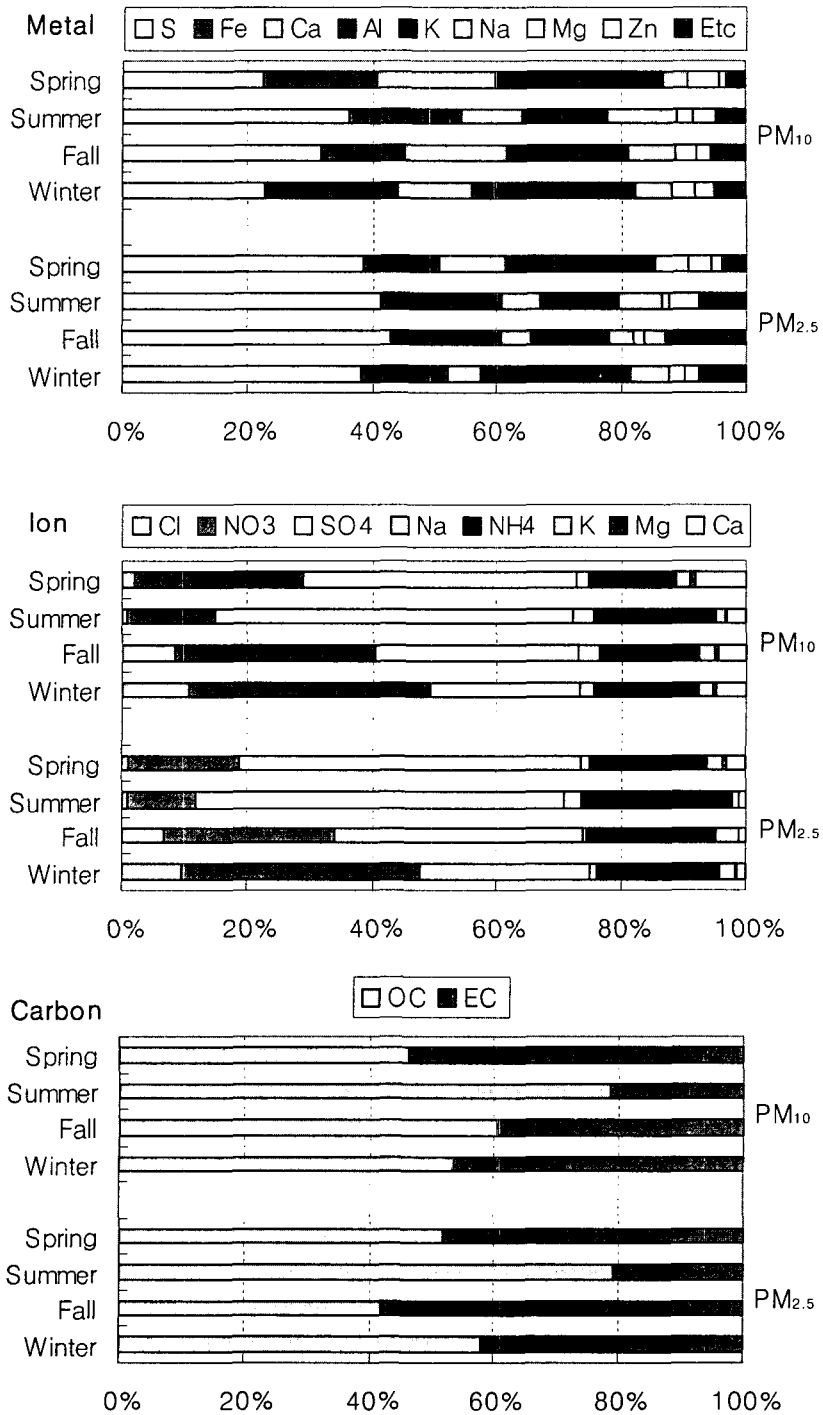 Metal
S Fe Ca Al K Na Mg Zn Etc
Spring
Summer
Fall
Winter
PM10
Spring
Summer
Fall
Winter
PM2.5
0% 20% 40% 60% 80% 100%
Ion
Cl NO3 SO4 Na NH4 K Mg Ca
Spring
Summer
Fall
Winter
PM10
Spring
Summer
Fall
Winter
PM2.5
0% 20% 40% 60% 80% 100%
Carbon
OC EC
Spring
Summer
Fall
Winter
PM10
Spring
Summer
Fall
Winter
PM2.5
0% 20% 40% 60% 80% 100%